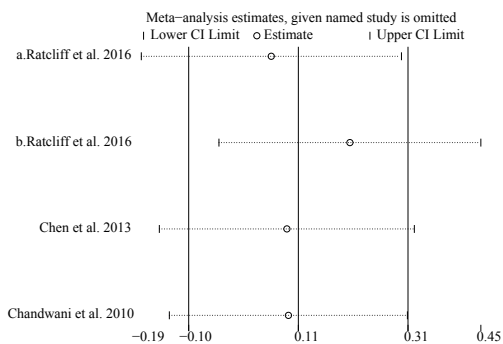 Meta−analysis estimates, given named study is omitted
Lower CI Limit Estimate Upper CI Limit
a.Ratcliff et al. 2016
b.Ratcliff et al. 2016
Chen et al. 2013
Chandwani et al. 2010
−0.19 −0.10 0.11 0.31 0.45